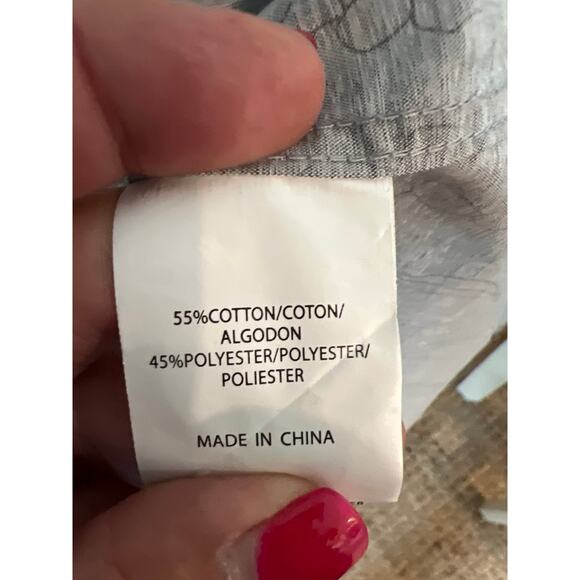 55%COTTON/COTON/
ALGODON
45%POLYESTER/POLYESTER/
POLIESTER
MADE IN CHINA